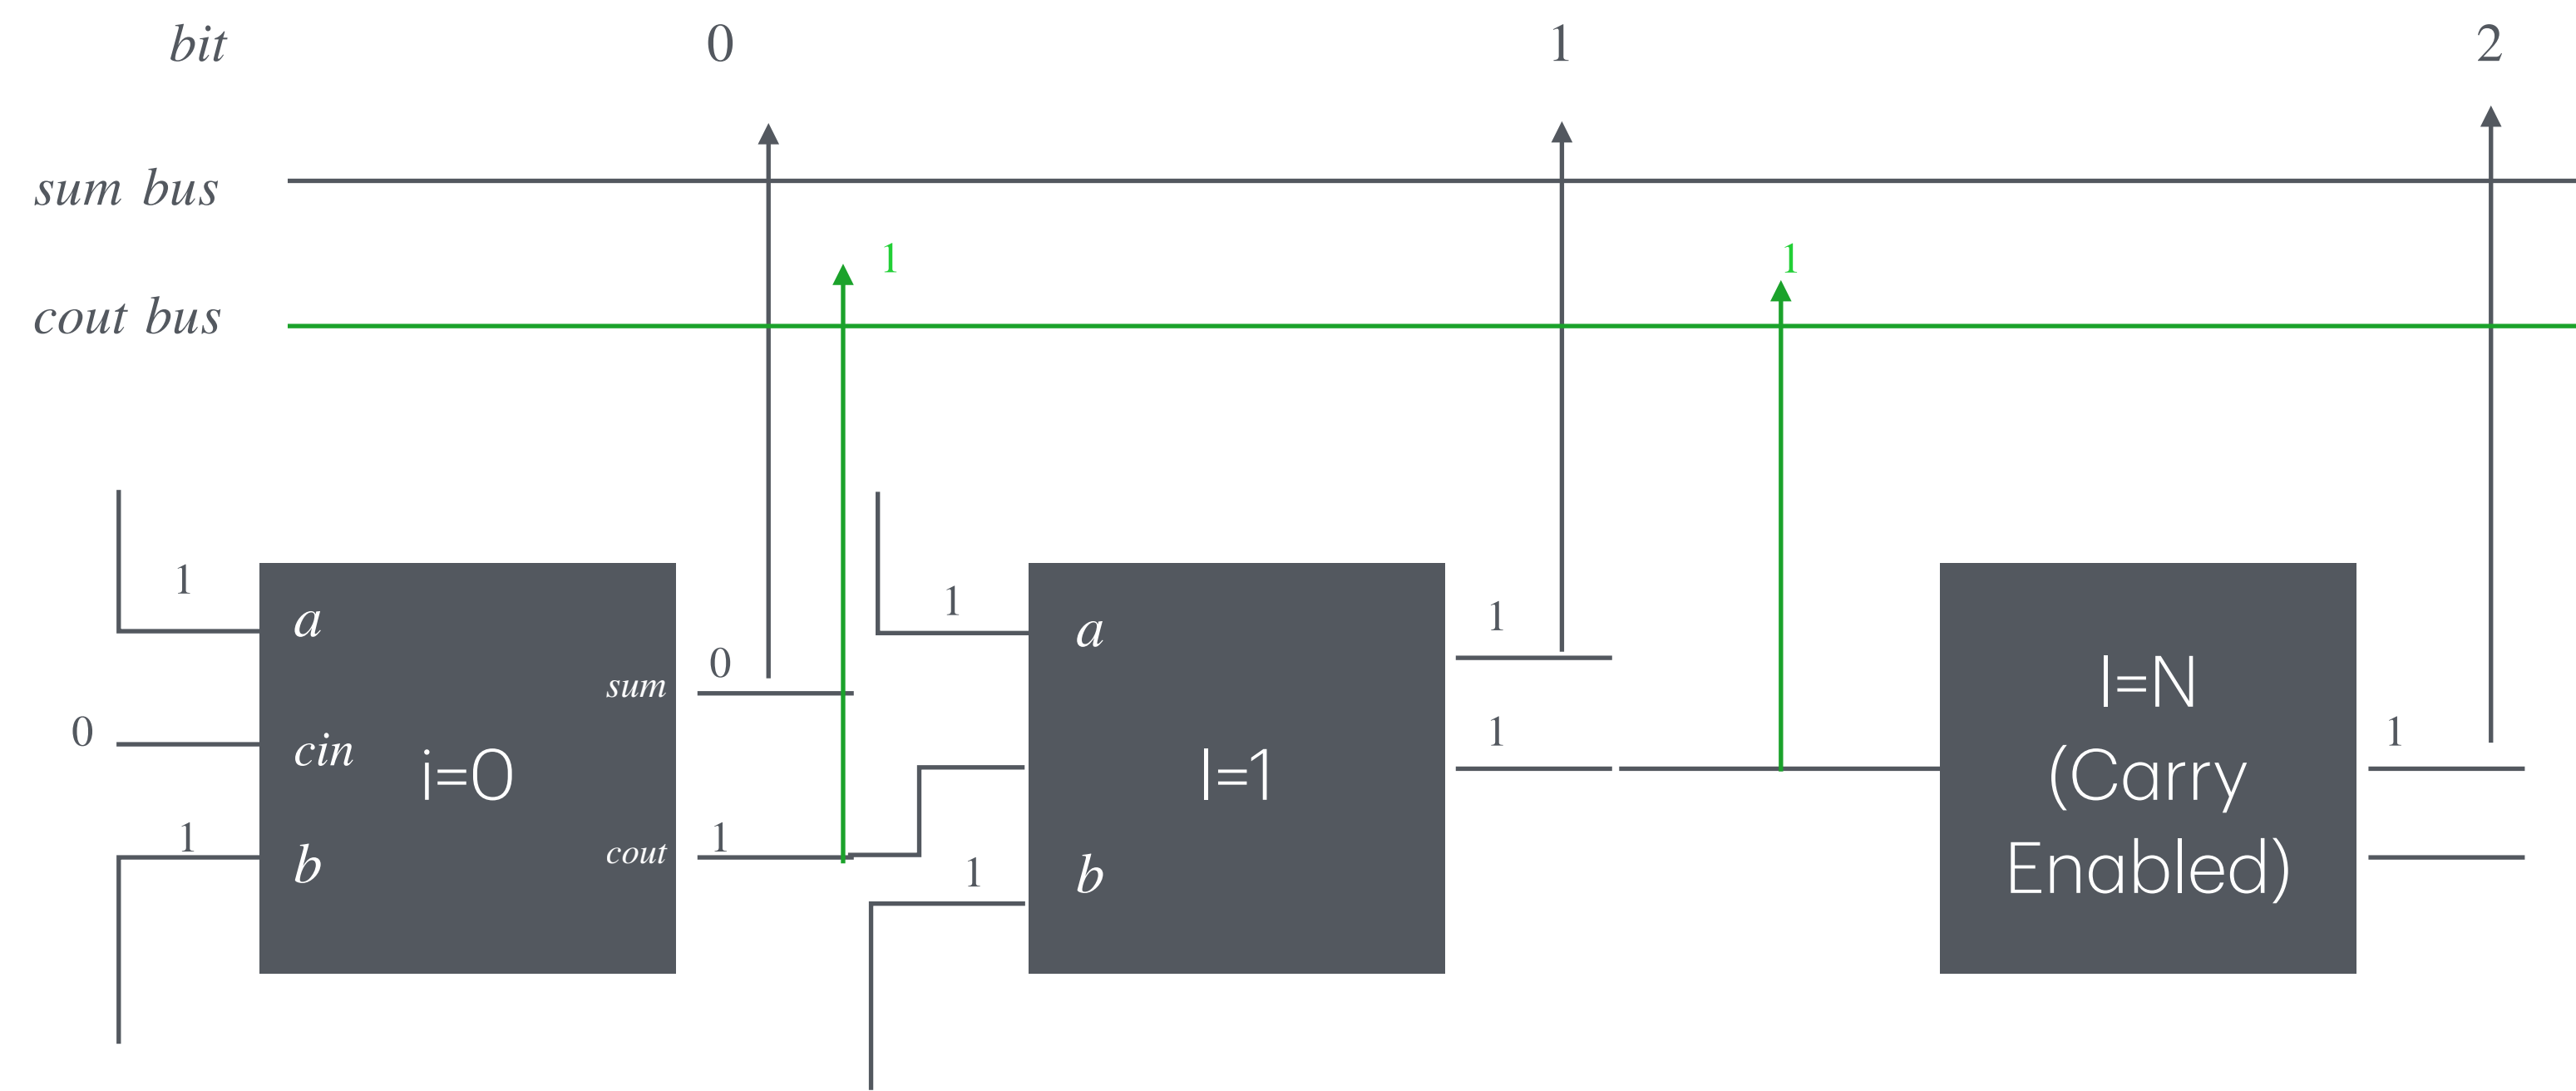 bit 0 1 2
sum bus
1 1
cout bus
1
a
0
cin
1
b
i=0
sum
0
cout
1
1
a
1
b
I=1
1
1
I=N
(Carry
Enabled)
1